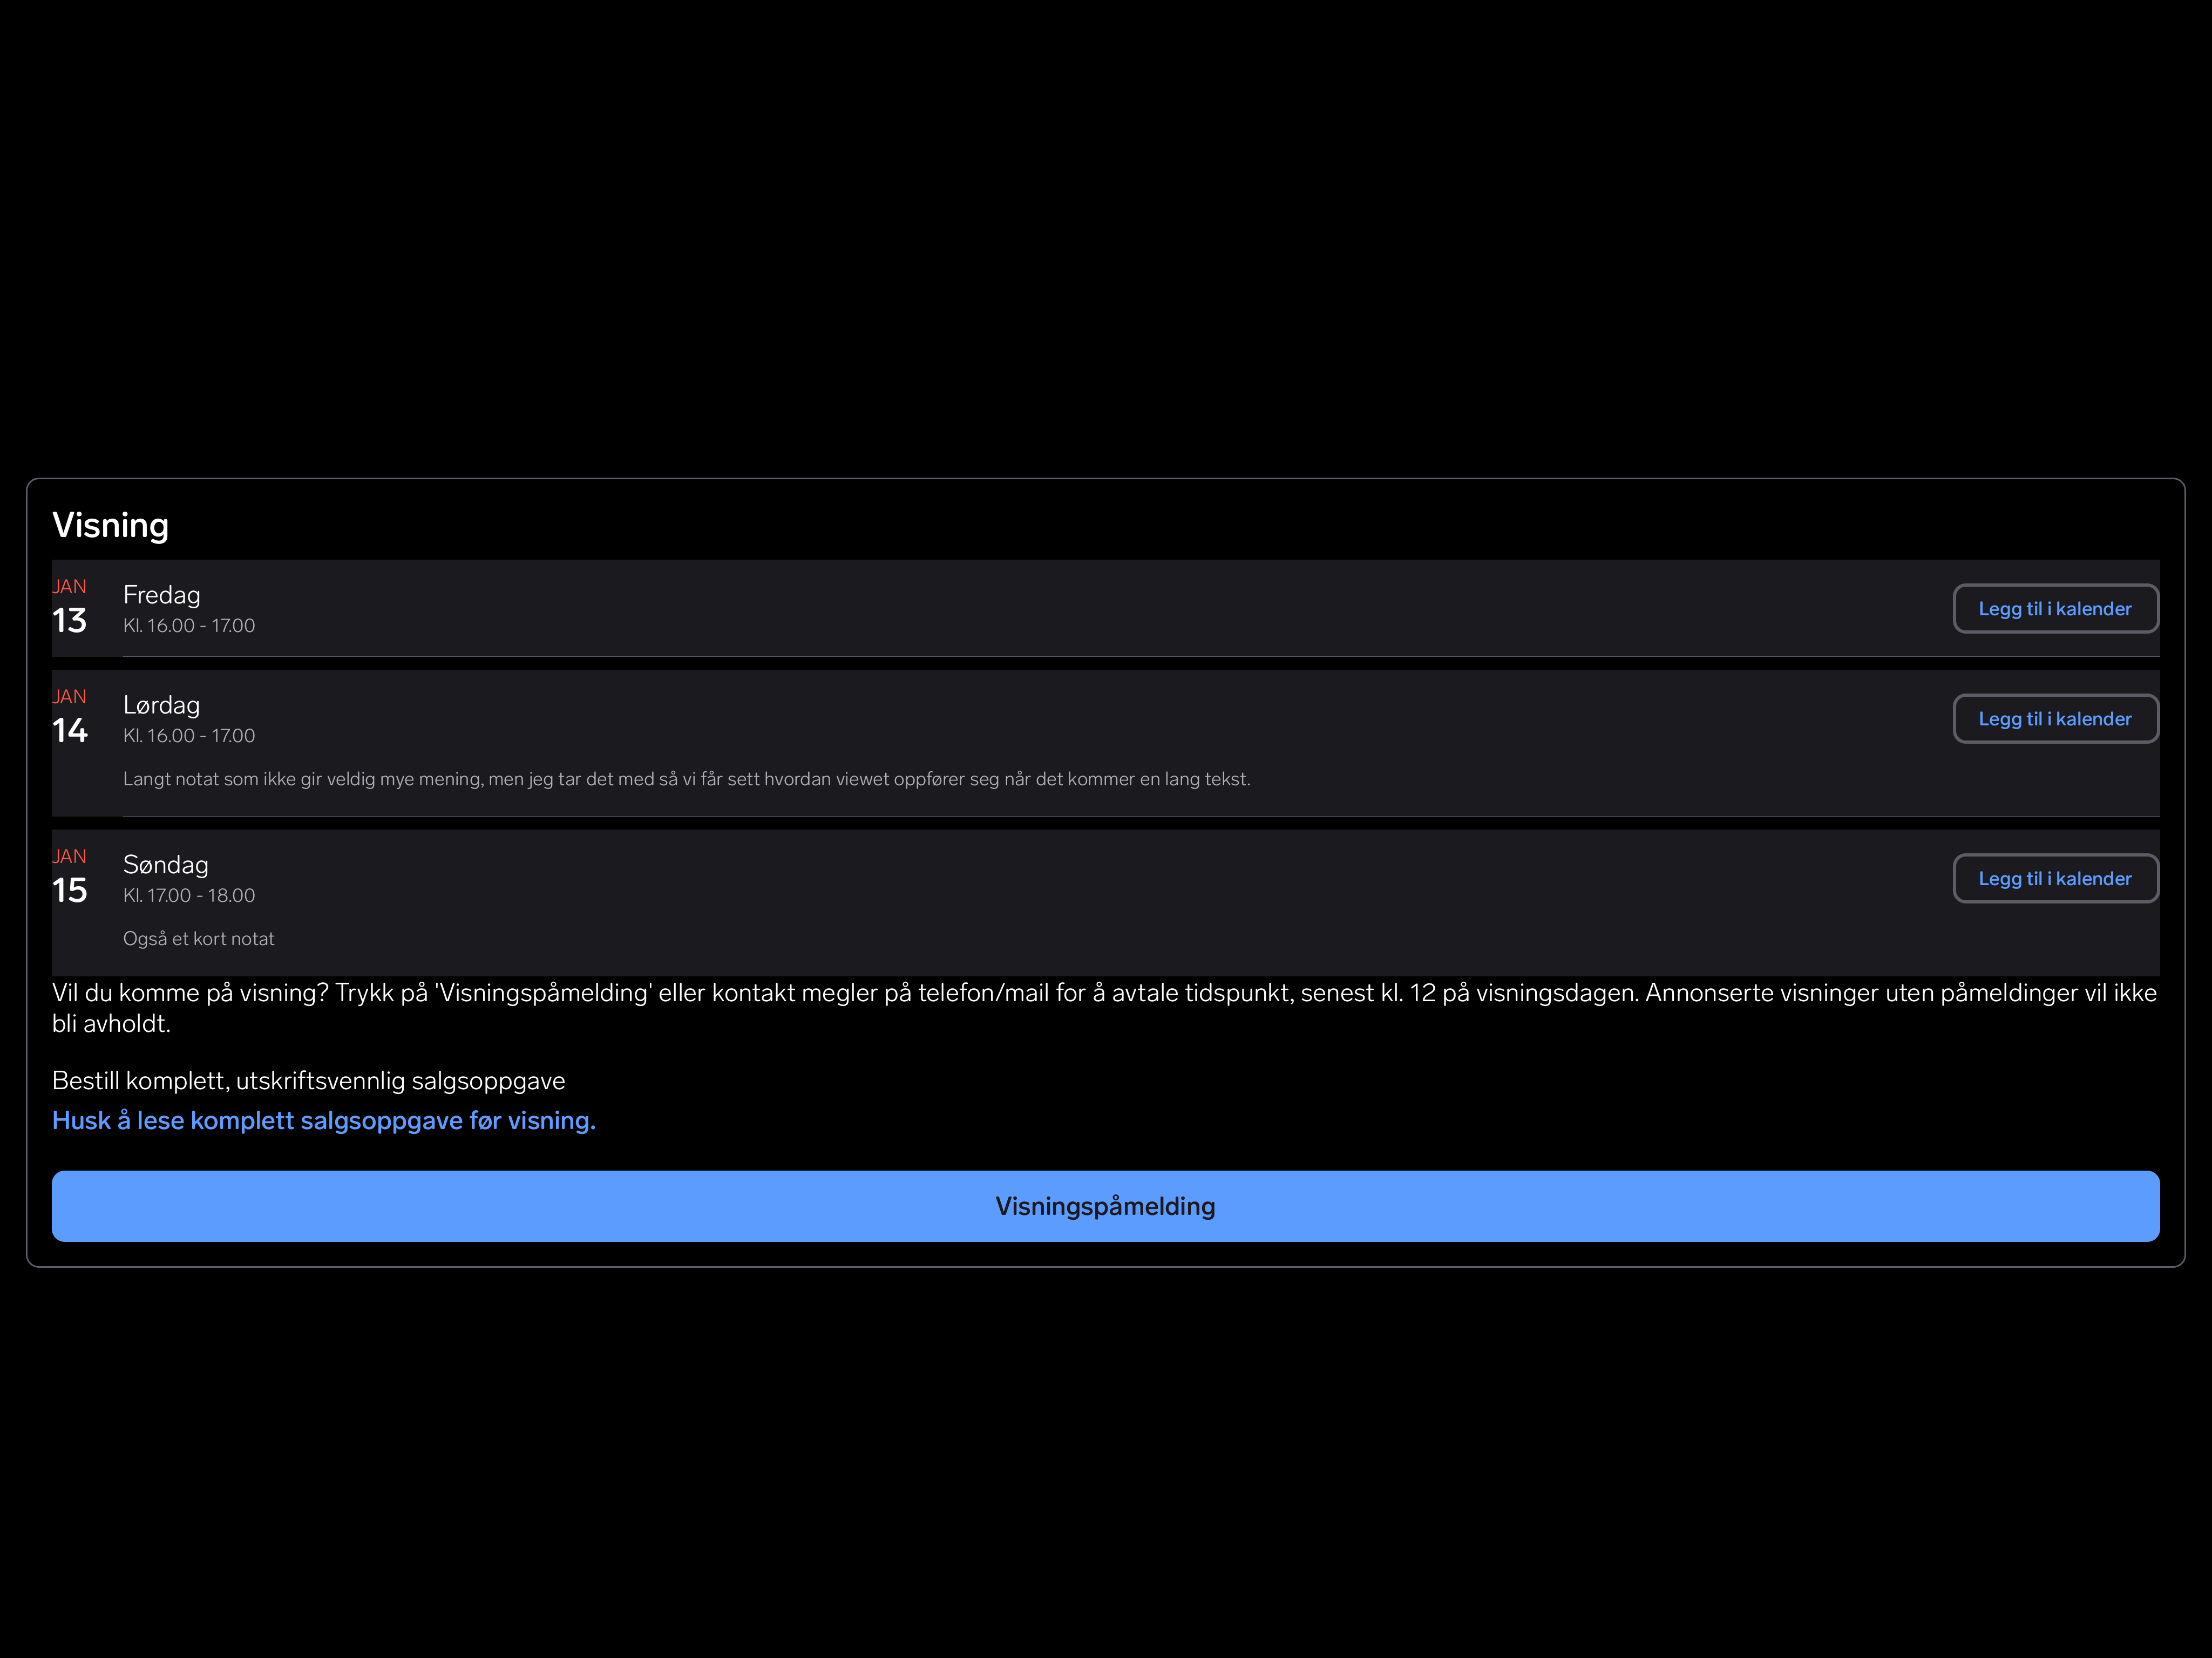 Visning
JAN
13
Fredag
Kl. 16.00 - 17.00
Legg til i kalender
JAN
14
Lørdag
Kl. 16.00 - 17.00
Legg til i kalender
Langt notat som ikke gir veldig mye mening, men jeg tar det med så vi får sett hvordan viewet oppfører seg når det kommer en lang tekst.
JAN
15
Søndag
Kl. 17.00 - 18.00
Legg til i kalender
Også et kort notat
Vil du komme på visning? Trykk på 'Visningspåmelding' eller kontakt megler på telefon/mail for å avtale tidspunkt, senest kl. 12 på visningsdagen. Annonserte visninger uten påmeldinger vil ikke
bli avholdt.
Bestill komplett, utskriftsvennlig salgsoppgave
Husk å lese komplett salgsoppgave før visning.
Visningspåmelding